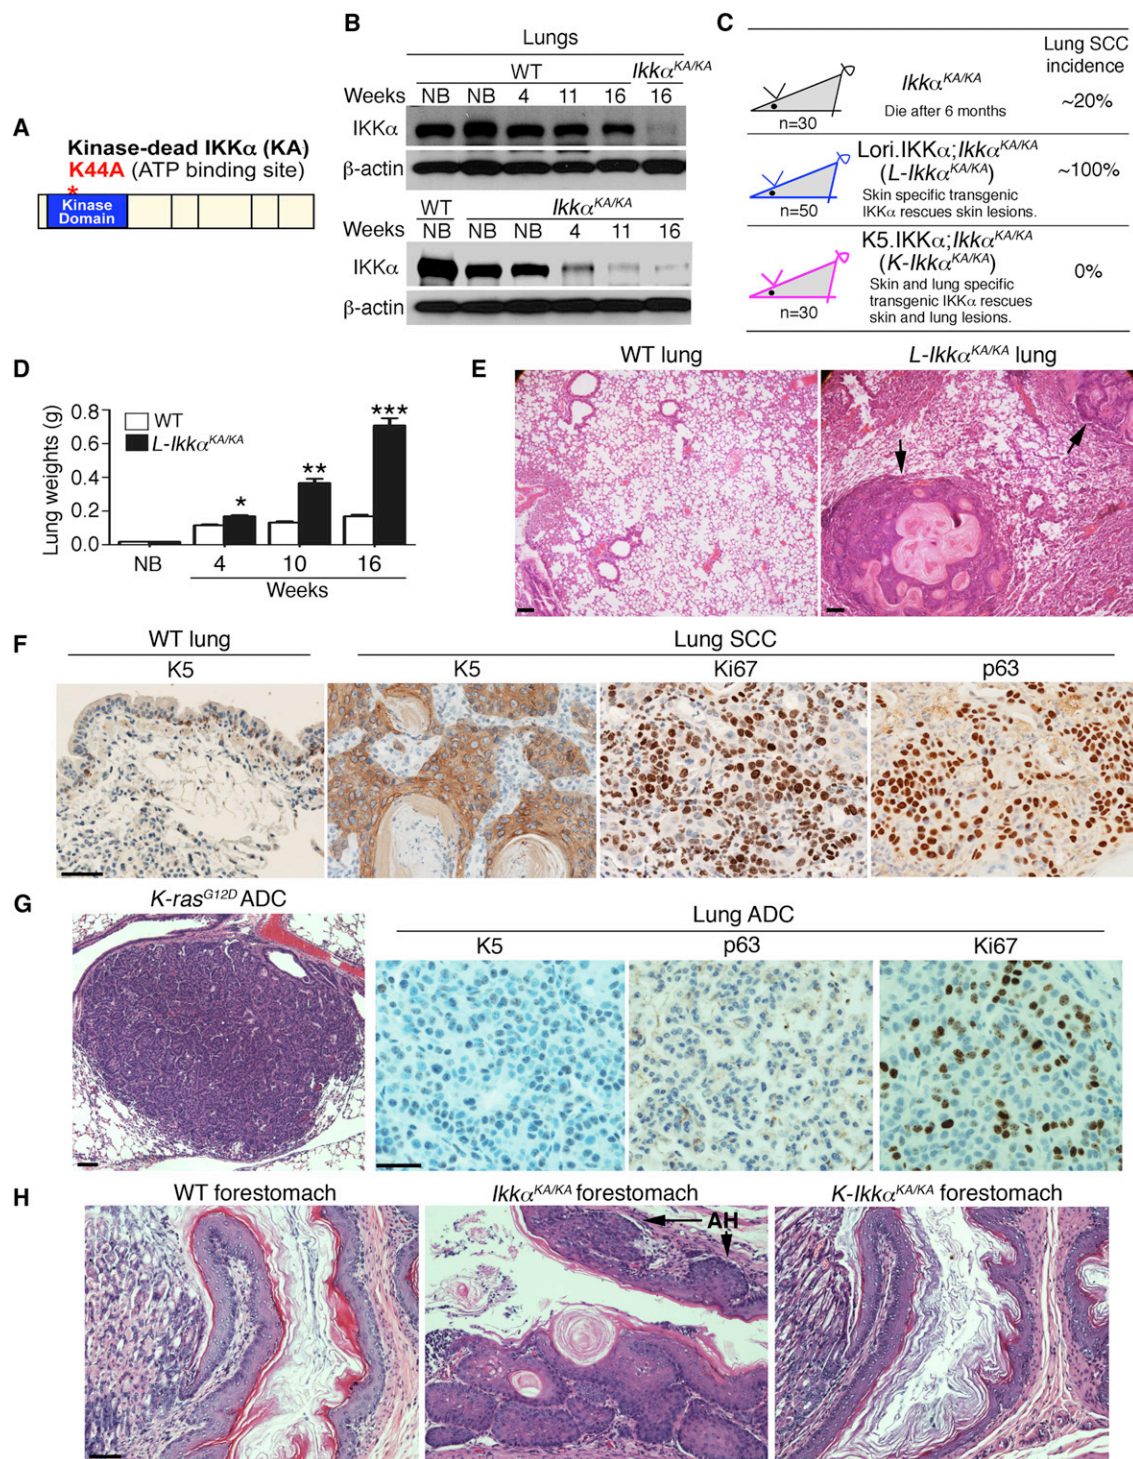 A
Kinase-dead IKKα (KA)
K44A (ATP binding site)
*
Kinase
Domain
B
Lungs
WT Ikkα^KA/KA
Weeks NB NB 4 11 16 16
IKKα
β-actin
WT Ikkα^KA/KA
Weeks NB NB NB 4 11 16
IKKα
β-actin
C
Lung SCC
incidence
Ikkα^KA/KA
Die after 6 months
n=30
~20%
Lori.IKKα;Ikkα^KA/KA
(L-Ikkα^KA/KA)
Skin specific transgenic
IKKα rescues skin lesions.
n=50
~100%
K5.IKKα;Ikkα^KA/KA
(K-Ikkα^KA/KA)
Skin and lung specific
transgenic IKKα rescues
skin and lung lesions.
n=30
0%
D
Lung weights (g)
0.8
0.6
0.4
0.2
0.0
WT
L-Ikkα^KA/KA
* ** ***
NB 4 10 16
Weeks
E
WT lung L-Ikkα^KA/KA lung
F
WT lung Lung SCC
K5 K5 Ki67 p63
G
K-ras^G12D ADC
Lung ADC
K5 p63 Ki67
H
WT forestomach Ikkα^KA/KA forestomach K-Ikkα^KA/KA forestomach
AH